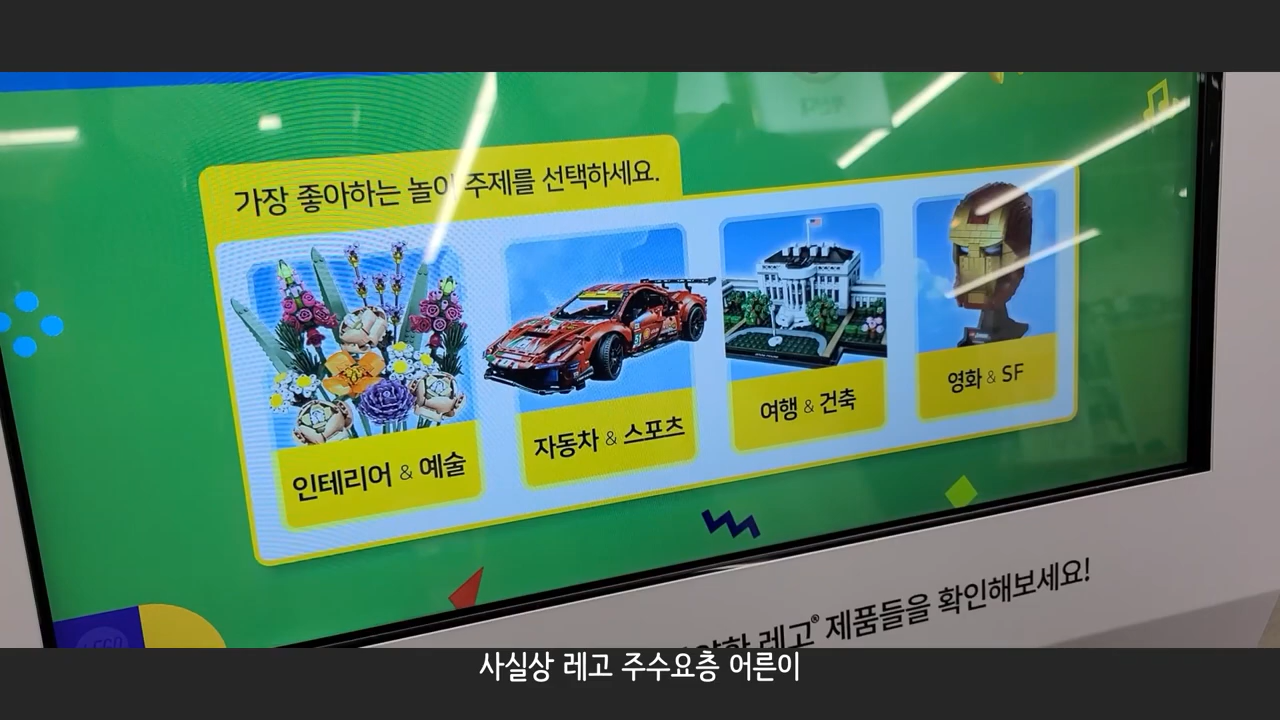 가장 좋아하는 놀이 주제를 선택하세요.
인테리어 & 예술
자동차 & 스포츠
여행 & 건축
영화 & SF
레고® 제품들을 확인해보세요!
LEGO
사실상 레고 주수요층 어른이